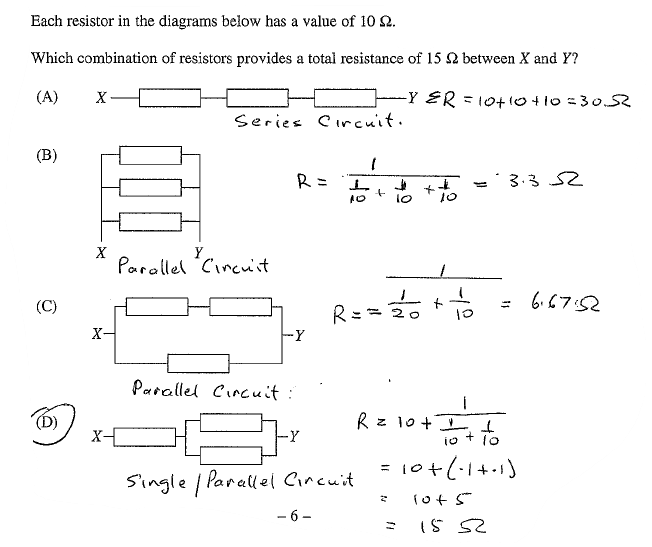 Each resistor in the diagrams below has a value of 10 Ω.
Which combination of resistors provides a total resistance of 15 Ω between X and Y?
(A) X Y ΣR = 10+10+10 = 30 Ω
Series Circuit.
(B) R = 1 / (1/10 + 1/10 + 1/10) = 3.3 Ω
X Y
Parallel Circuit
(C) X Y R = = 1 / (1/20 + 1/10) = 6.67 Ω
Parallel Circuit :
(D) X Y R = 10 + 1 / (1/10 + 1/10)
Single / Parallel Circuit = 10 + (.1 + .1)
= 10 + 5
– 6 –
= 15 Ω